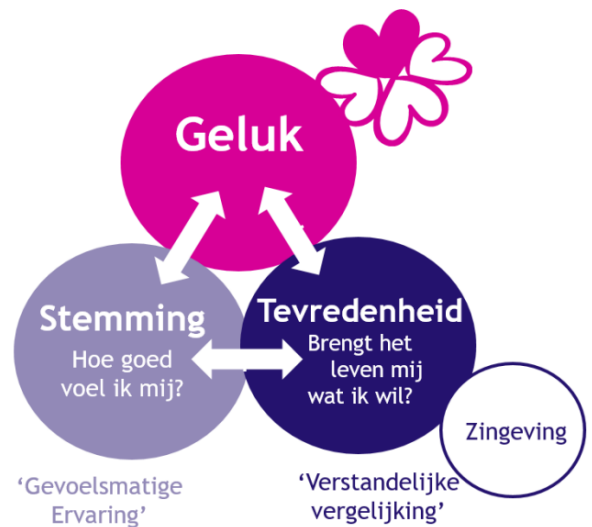 Geluk
Stemming
Hoe goed
voel ik mij?
Tevredenheid
Brengt het
leven mij
wat ik wil?
Zingeving
‘Gevoelsmatige
Ervaring’
‘Verstandelijke
vergelijking’